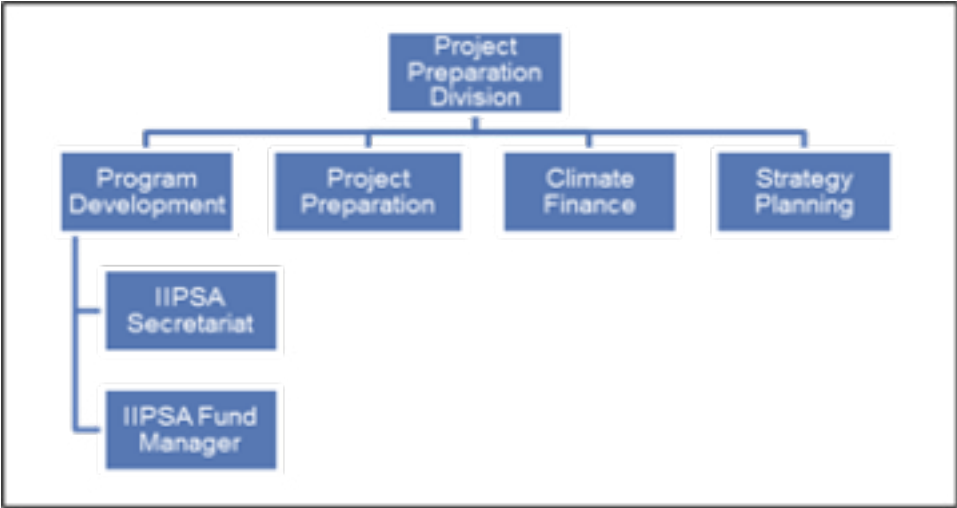 Project
Preparation
Division
Program
Development
Project
Preparation
Climate
Finance
Strategy
Planning
IIPSA
Secretariat
IIPSA Fund
Manager